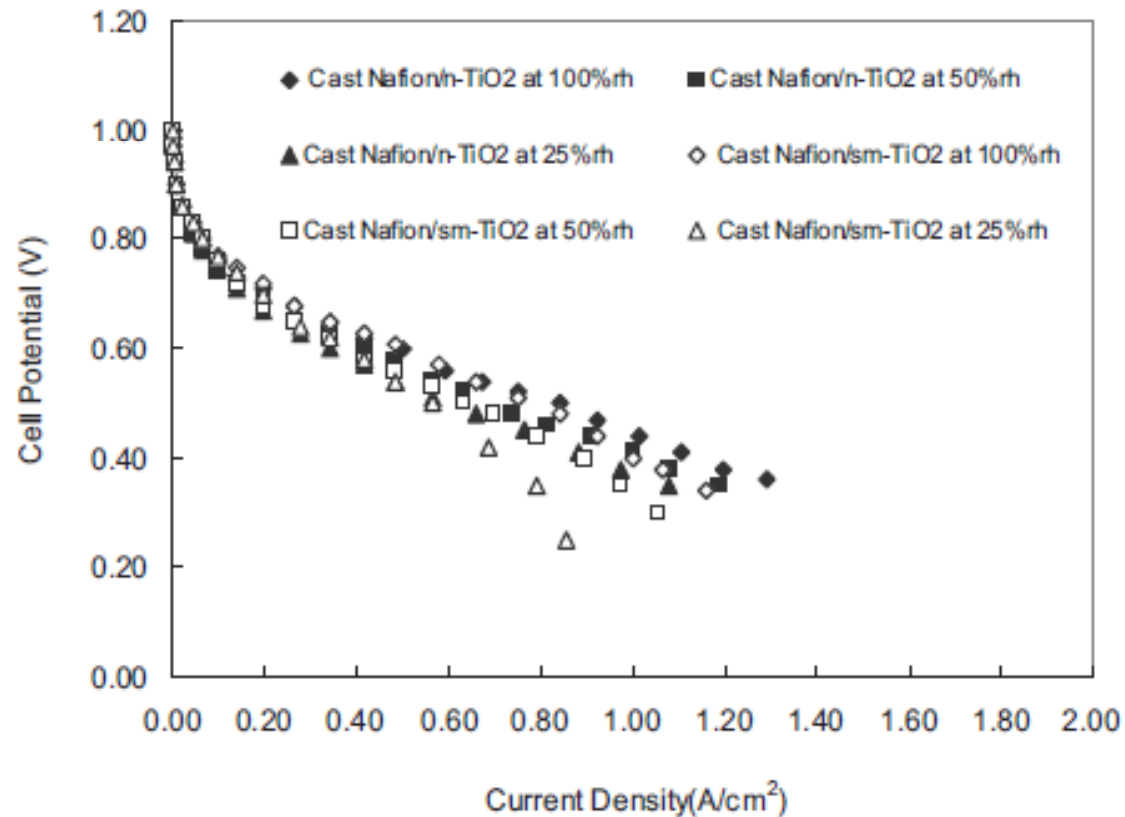 1.20
1.00
0.80
0.60
0.40
0.20
0.00
Cell Potential (V)
Cast Nafion/n-TiO2 at 100%rh
Cast Nafion/n-TiO2 at 50%rh
Cast Nafion/n-TiO2 at 25%rh
Cast Nafion/sm-TiO2 at 100%rh
Cast Nafion/sm-TiO2 at 50%rh
Cast Nafion/sm-TiO2 at 25%rh
0.00 0.20 0.40 0.60 0.80 1.00 1.20 1.40 1.60 1.80 2.00
Current Density(A/cm²)